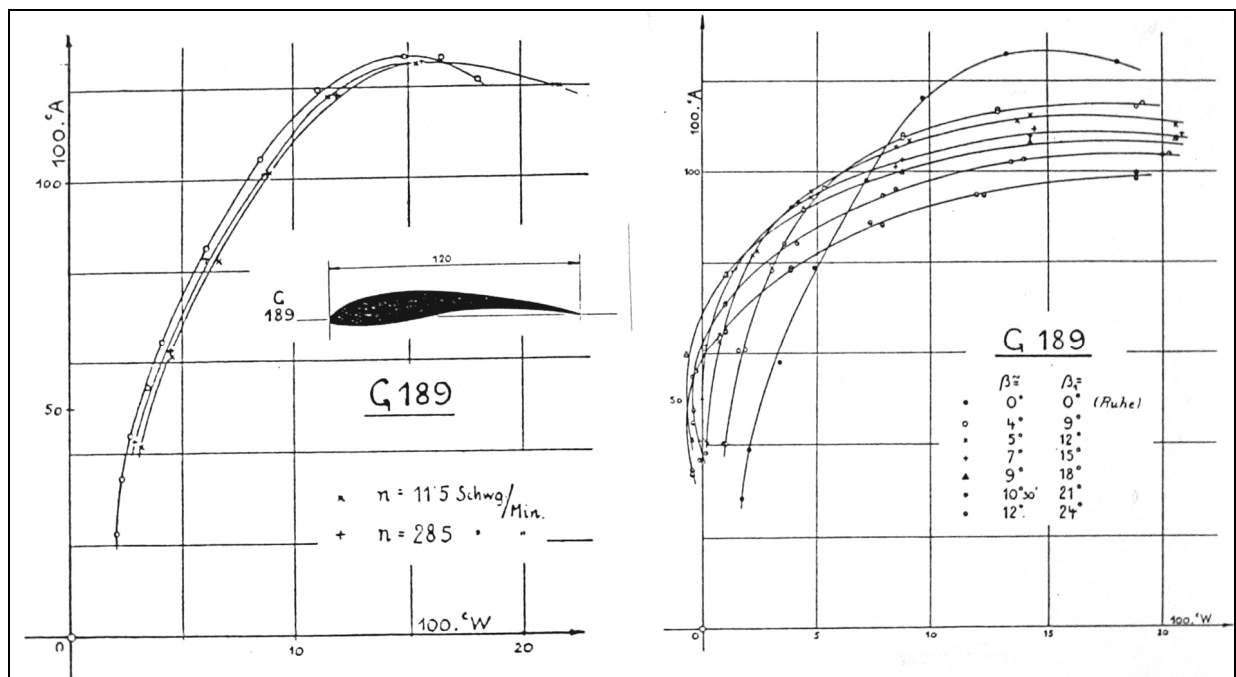 100.cA
100
50
0
10
20
100.cW
120
G
189
G 189
x n = 11'5 Schwg/Min.
+ n = 285 " "
100.cA
100
50
0
5
10
15
20
100.cW
G 189
β≅ β₁=
• 0° 0° (Ruhe)
o 4° 9°
x 5° 12°
+ 7° 15°
▲ 9° 18°
• 10°30' 21°
• 12°. 24°